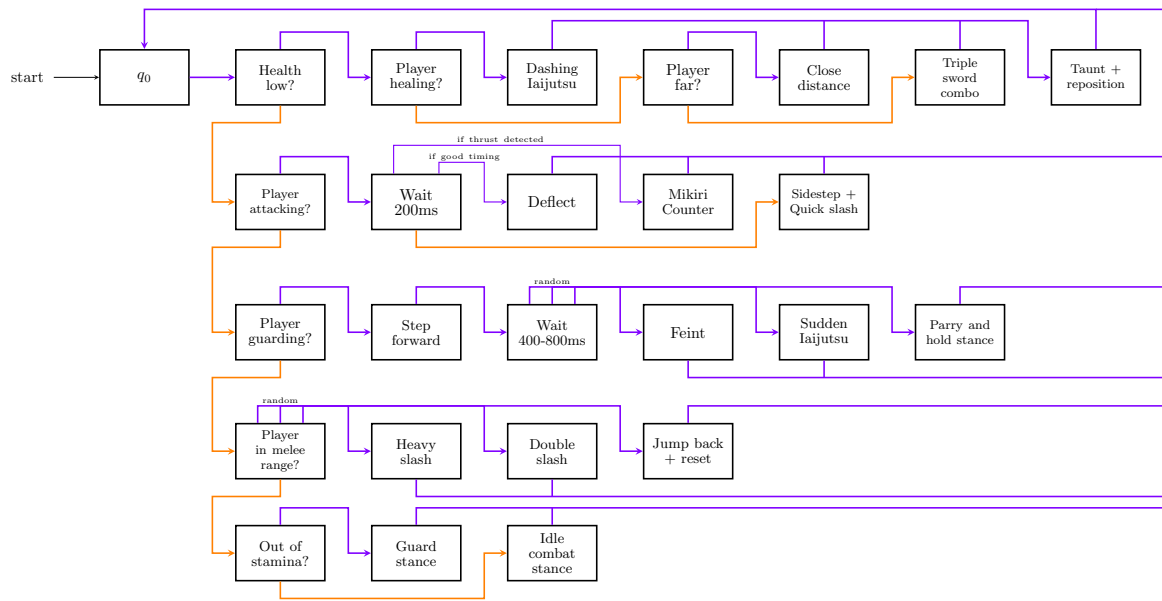 start
q0
Health
low?
Player
healing?
Dashing
Iaijutsu
Player
far?
Close
distance
Triple
sword
combo
Taunt +
reposition
if thrust detected
if good timing
Player
attacking?
Wait
200ms
Deflect
Mikiri
Counter
Sidestep +
Quick slash
random
Player
guarding?
Step
forward
Wait
400-800ms
Feint
Sudden
Iaijutsu
Parry and
hold stance
random
Player
in melee
range?
Heavy
slash
Double
slash
Jump back
+ reset
Out of
stamina?
Guard
stance
Idle
combat
stance